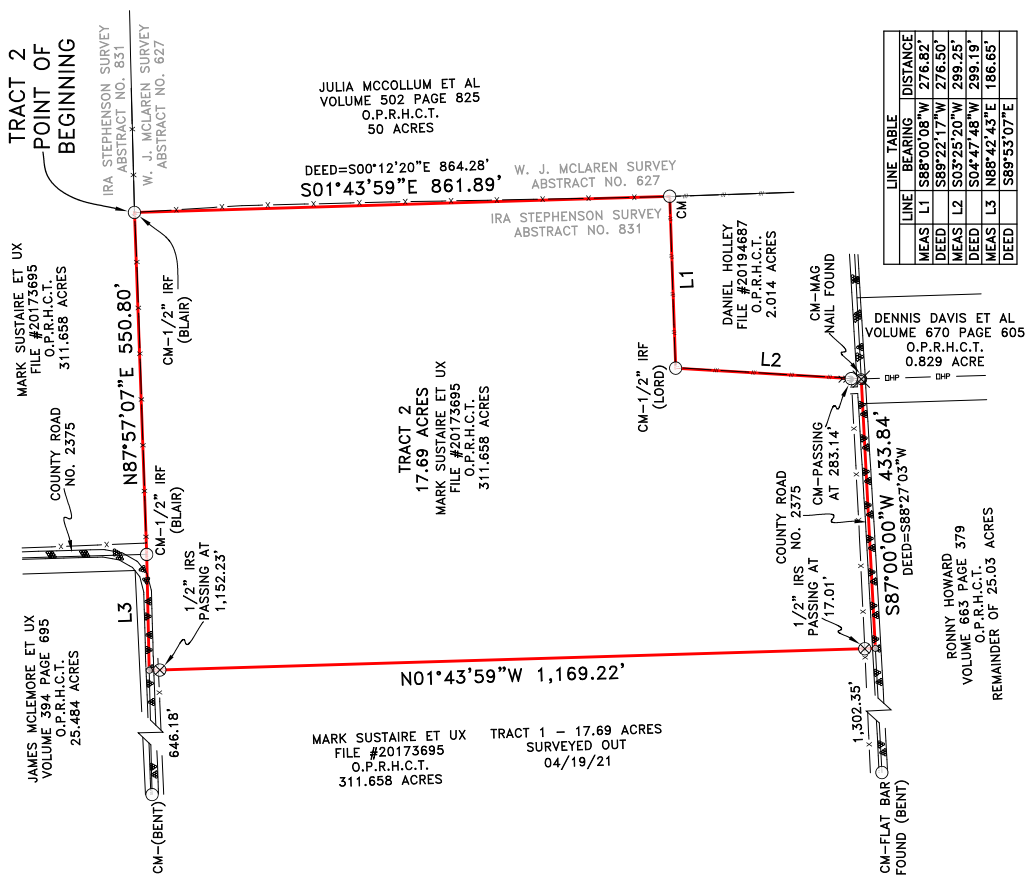 TRACT 2
POINT OF
BEGINNING
IRA STEPHENSON SURVEY
ABSTRACT NO. 831
W. J. MCLAREN SURVEY
ABSTRACT NO. 627
JULIA MCCOLLUM ET AL
VOLUME 502 PAGE 825
O.P.R.H.C.T.
50 ACRES
DEED=S00°12'20"E 864.28'
S01°43'59"E 861.89'
W. J. MCLAREN SURVEY
ABSTRACT NO. 627
IRA STEPHENSON SURVEY
ABSTRACT NO. 831
CM
MARK SUSTAIRE ET UX
FILE #20173695
O.P.R.H.C.T.
311.658 ACRES
N87°57'07"E 550.80'
CM-1/2" IRF
(BLAIR)
COUNTY ROAD
NO. 2375
CM-1/2" IRF
(BLAIR)
L3
1/2" IRS
PASSING AT
1,152.23'
JAMES MCLEMORE ET UX
VOLUME 394 PAGE 695
O.P.R.H.C.T.
25.484 ACRES
646.18'
CM-(BENT)
TRACT 2
17.69 ACRES
MARK SUSTAIRE ET UX
FILE #20173695
O.P.R.H.C.T.
311.658 ACRES
L1
DANIEL HOLLEY
FILE #20194687
O.P.R.H.C.T.
2.014 ACRES
CM-1/2" IRF
(LORD)
L2
CM-MAG
NAIL FOUND
DENNIS DAVIS ET AL
VOLUME 670 PAGE 605
O.P.R.H.C.T.
0.829 ACRE
OHP OHP
CM-PASSING
AT 283.14'
S87°00'00"W 433.84'
DEED=S88°27'03"W
COUNTY ROAD
NO. 2375
1/2" IRS
PASSING AT
17.01'
RONNY HOWARD
VOLUME 663 PAGE 379
O.P.R.H.C.T.
REMAINDER OF 25.03 ACRES
N01°43'59"W 1,169.22'
MARK SUSTAIRE ET UX
FILE #20173695
O.P.R.H.C.T.
311.658 ACRES
TRACT 1 - 17.69 ACRES
SURVEYED OUT
04/19/21
1,302.35'
CM-FLAT BAR
FOUND (BENT)
LINE TABLE
LINE BEARING DISTANCE
MEAS L1 S88°00'08"W 276.82'
DEED S89°22'17"W 276.50'
MEAS L2 S03°25'20"W 299.25'
DEED S04°47'48"W 299.19'
MEAS L3 N88°42'43"E 186.65'
DEED S89°53'07"E